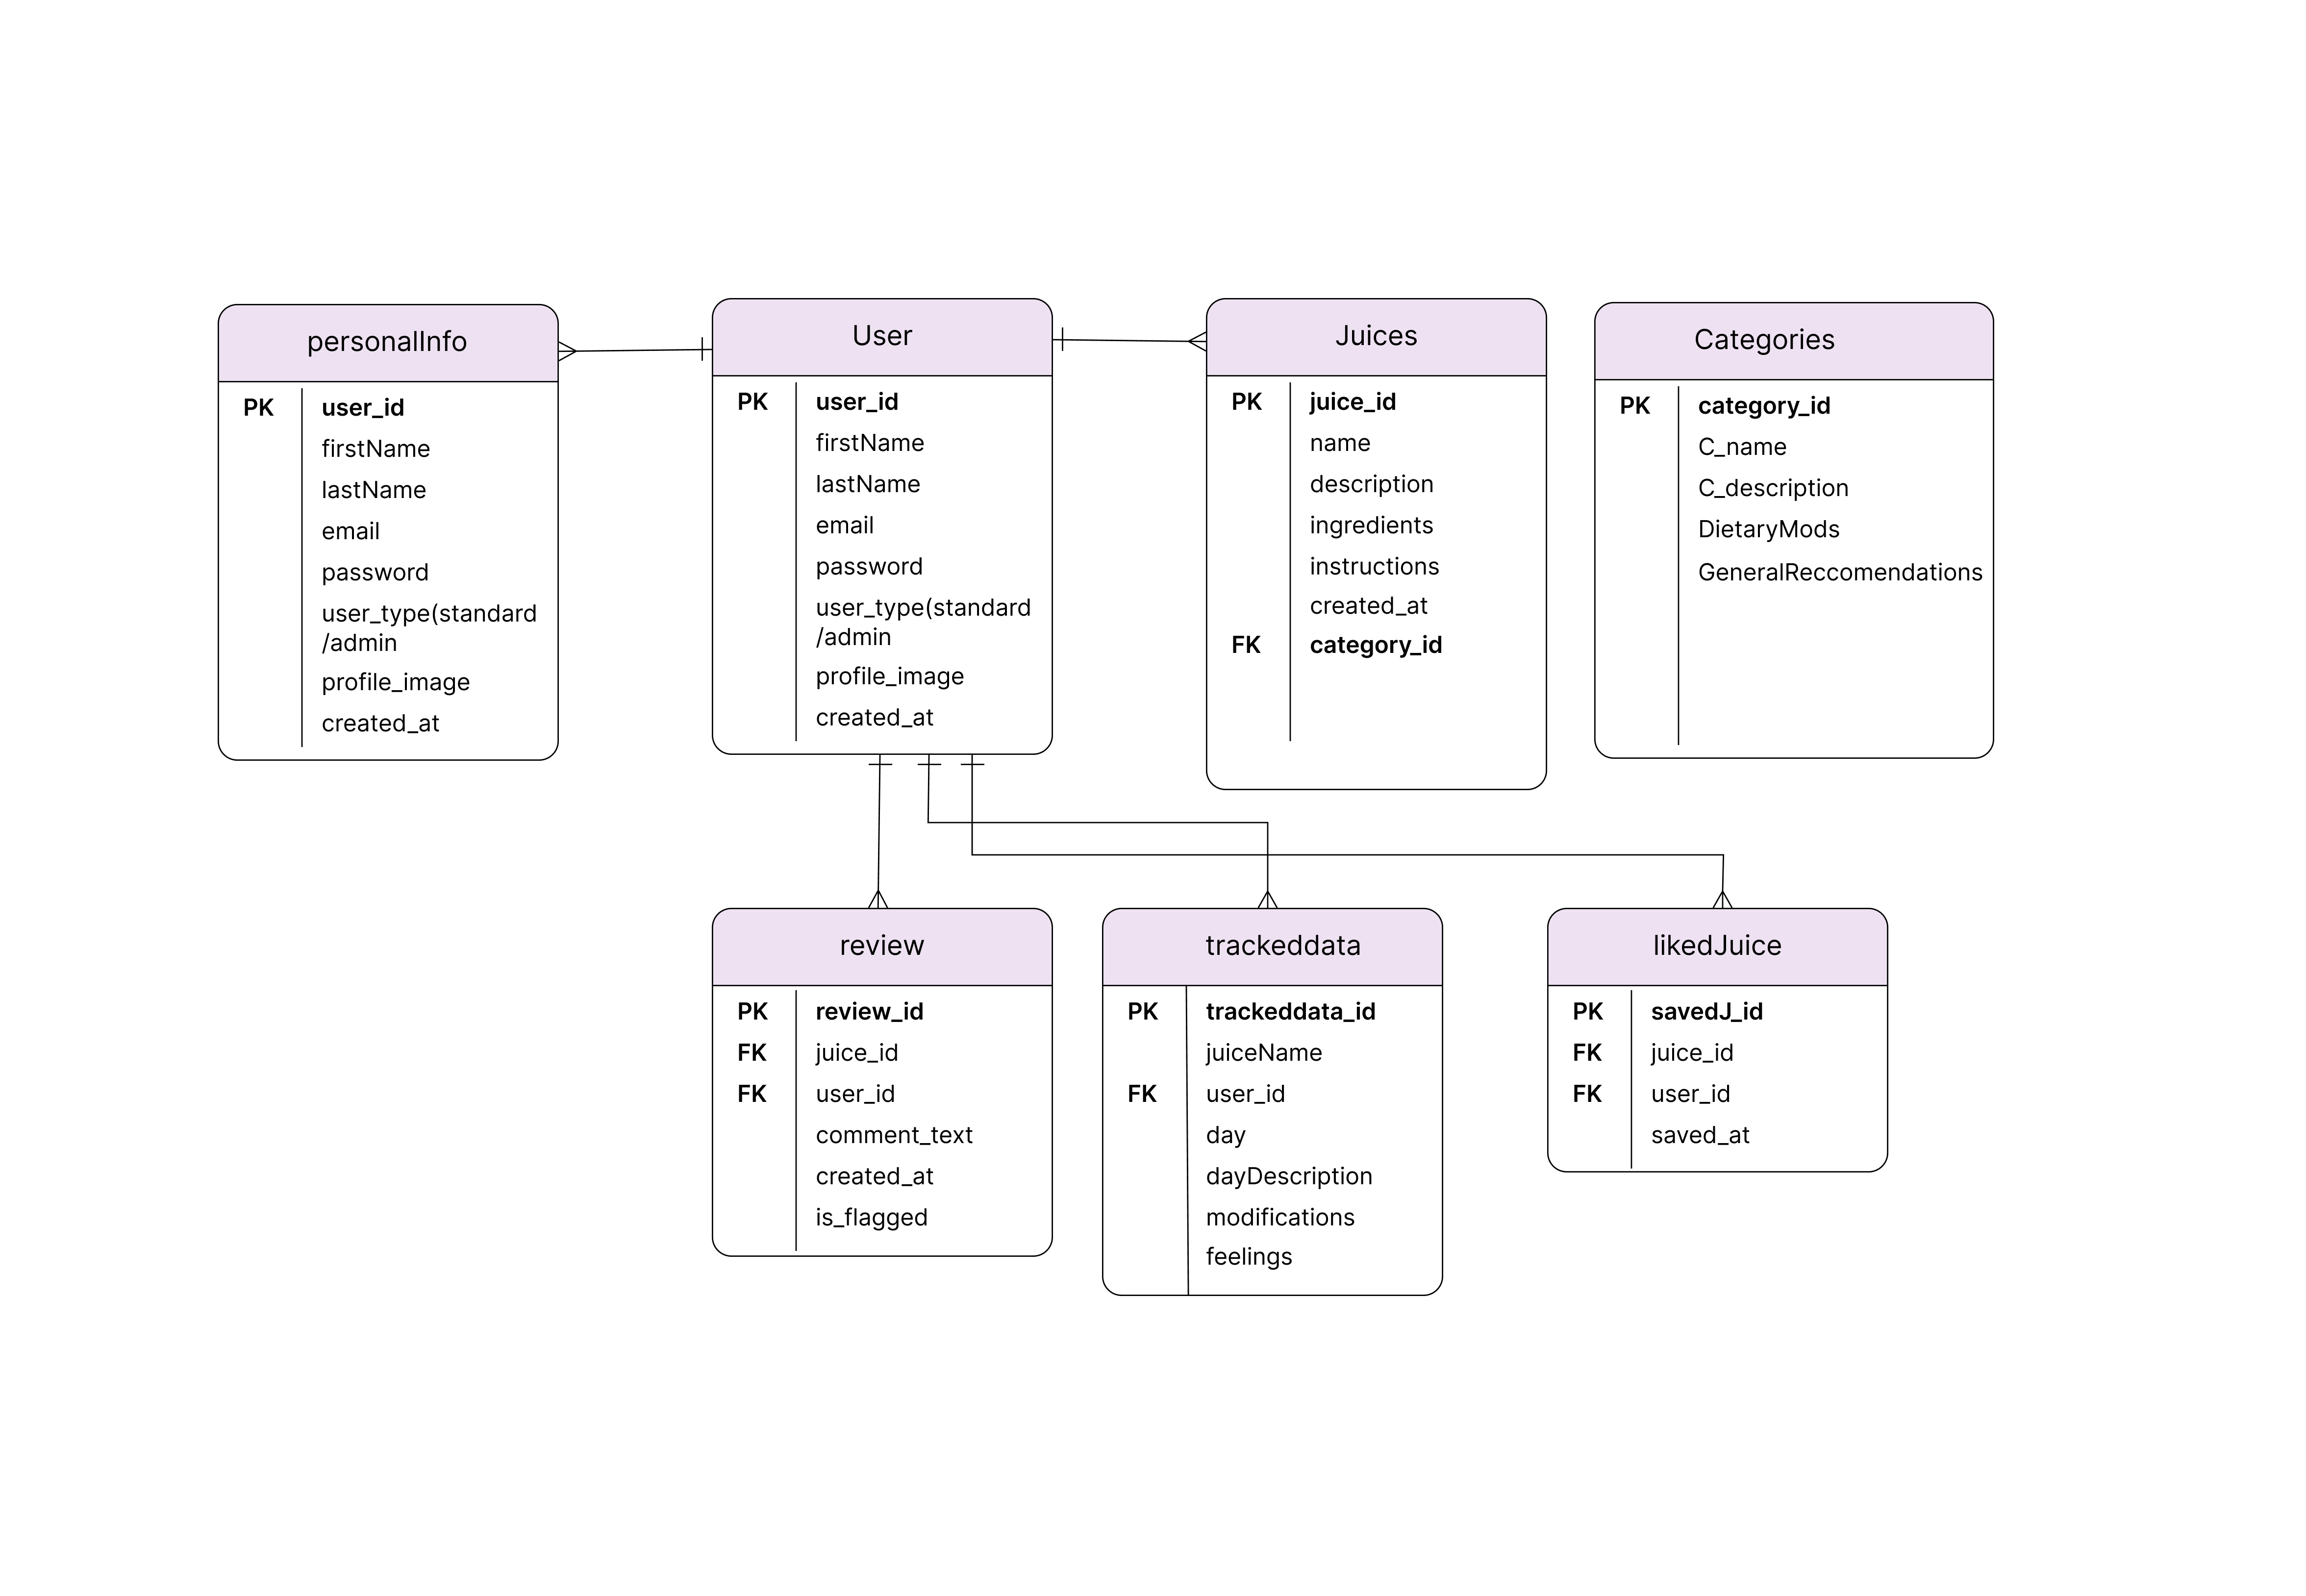 personalInfo
PK user_id
firstName
lastName
email
password
user_type(standard
/admin
profile_image
created_at
User
PK user_id
firstName
lastName
email
password
user_type(standard
/admin
profile_image
created_at
Juices
PK juice_id
name
description
ingredients
instructions
created_at
FK category_id
Categories
PK category_id
C_name
C_description
DietaryMods
GeneralReccomendations
review
PK review_id
FK juice_id
FK user_id
comment_text
created_at
is_flagged
trackeddata
PK trackeddata_id
juiceName
FK user_id
day
dayDescription
modifications
feelings
likedJuice
PK savedJ_id
FK juice_id
FK user_id
saved_at